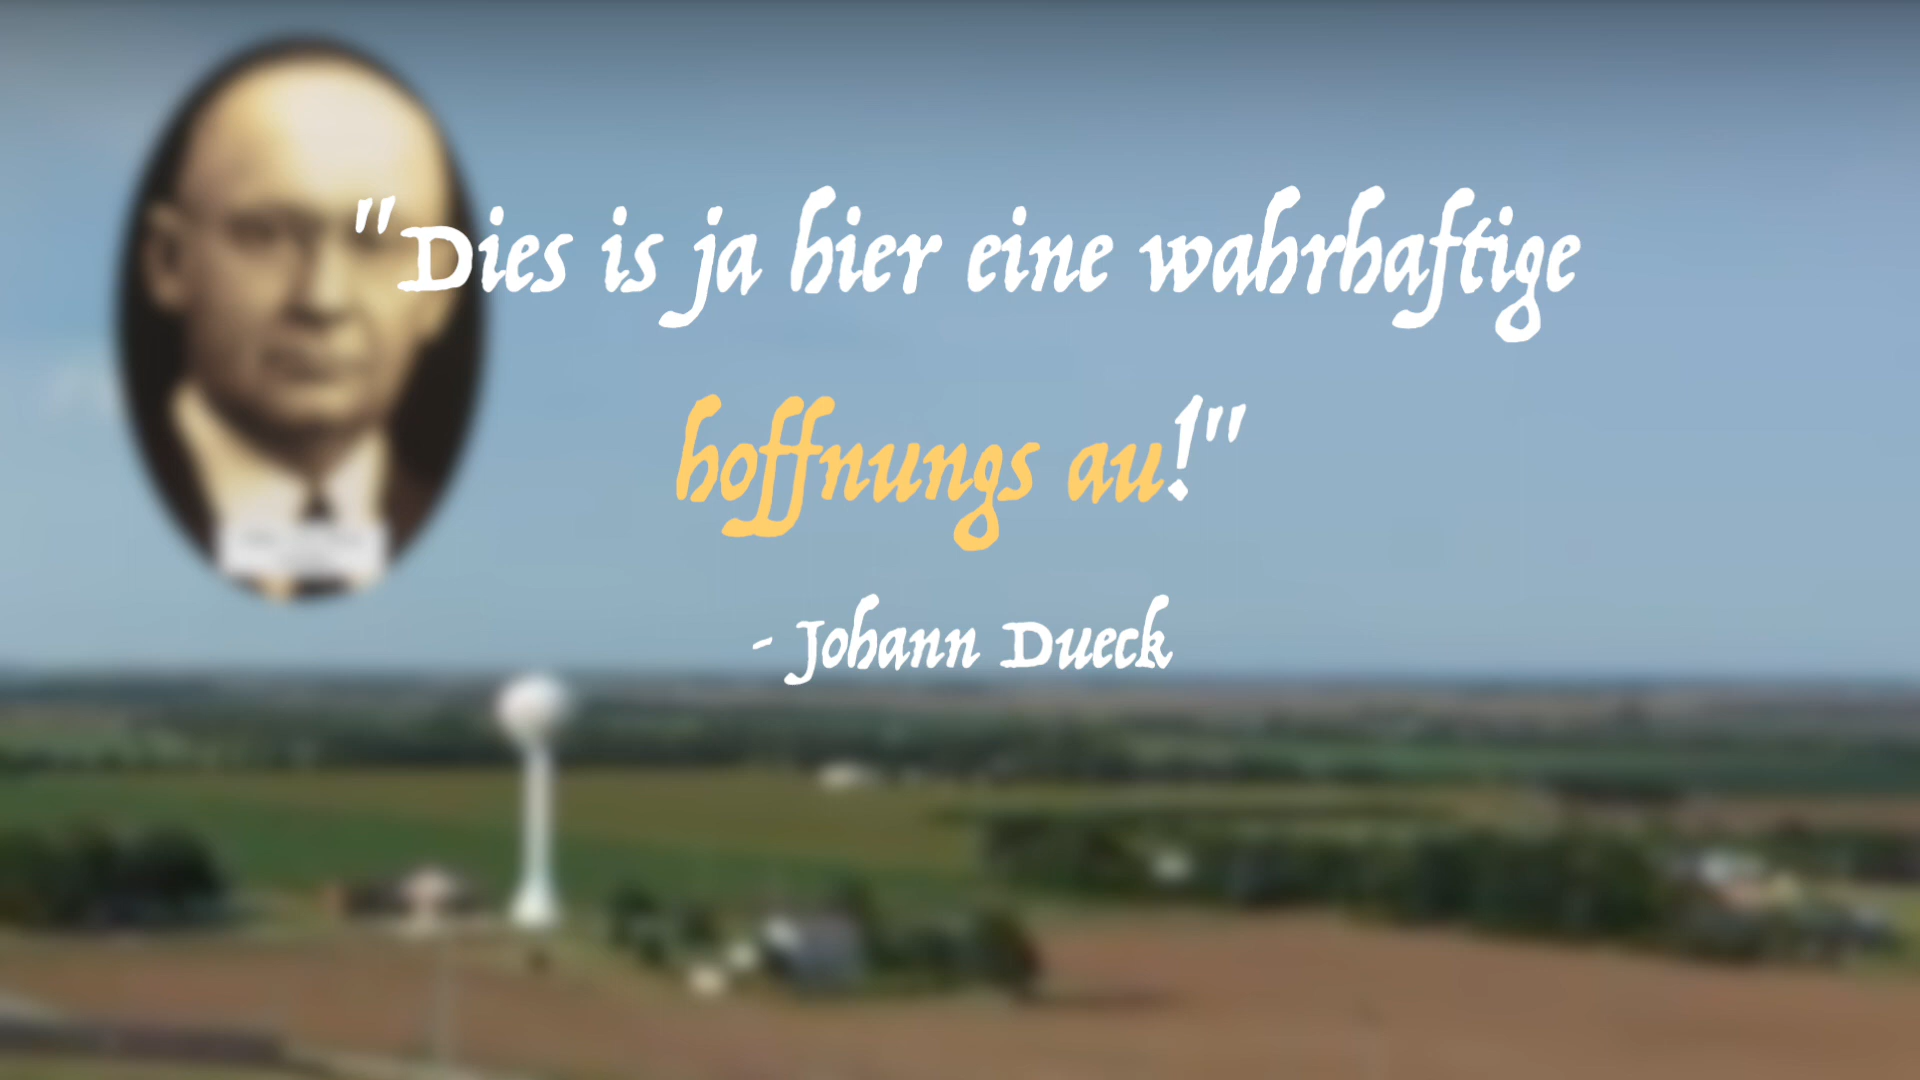 "Dies is ja hier eine wahrhaftige
hoffnungs au!"
- Johann Dueck